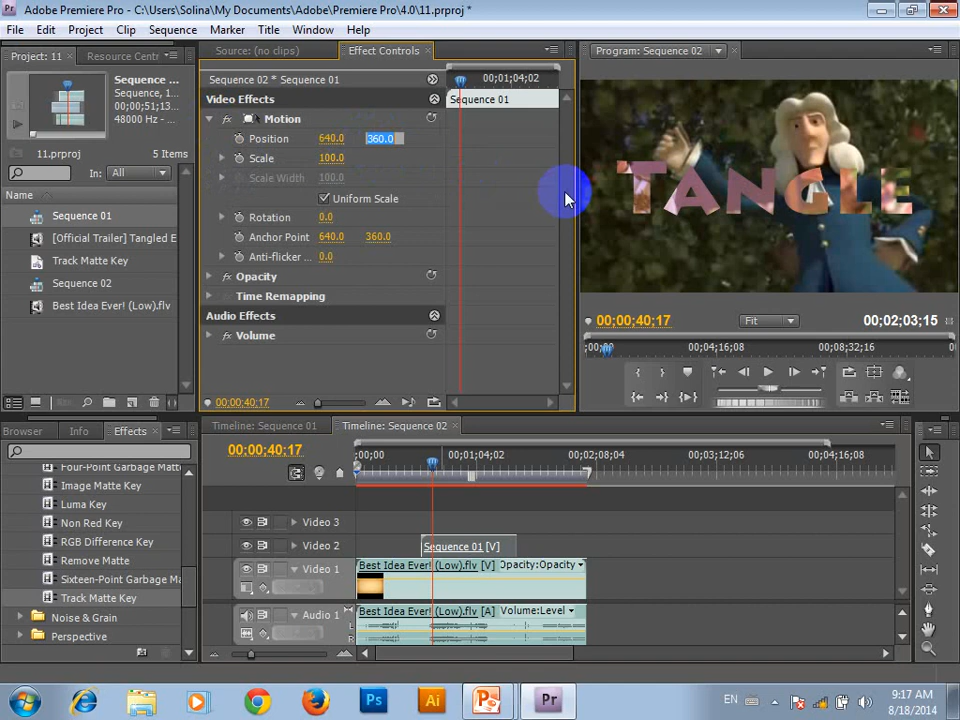 Adobe Premiere Pro - C:\Users\Solina\My Documents\Adobe\Premiere Pro\4.0\11.prproj *
File Edit Project Clip Sequence Marker Title Window Help
Project: 11 Resource Cent
Source: (no clips) Effect Controls
Program: Sequence 02
Sequence ...
Sequence
00;00;51;13
48000 Hz - ...
11.prproj 5 Items
In: All
Name
Sequence 01
[Official Trailer] Tangled E
Track Matte Key
Sequence 02
Best Idea Ever! (Low).flv
Sequence 02 * Sequence 01 00;01;04;02
Video Effects Sequence 01
Motion
Position 640.0 360.0
Scale 100.0
Scale Width 100.0
Uniform Scale
Rotation 0.0
Anchor Point 640.0 360.0
Anti-flicker ... 0.0
Opacity
Time Remapping
Audio Effects
Volume
00;00;40;17
TANGLE
00;00;40;17 Fit 00;02;03;15
;00;00 00;04;16;08 00;08;32;16 00
Browser Info Effects
Four-Point Garbage Matt
Image Matte Key
Luma Key
Non Red Key
RGB Difference Key
Remove Matte
Sixteen-Point Garbage Ma
Track Matte Key
Noise & Grain
Perspective
Timeline: Sequence 01 Timeline: Sequence 02
00;00;40;17
;00;00 00;01;04;02 00;02;08;04 00;03;12;06 00;04;16;08
Video 3
Video 2 Sequence 01 [V]
Video 1 Best Idea Ever! (Low).flv [V] Opacity:Opacity
Audio 1 Best Idea Ever! (Low).flv [A] Volume:Level
L
R
Ps Ai Pr
EN
9:17 AM
8/18/2014